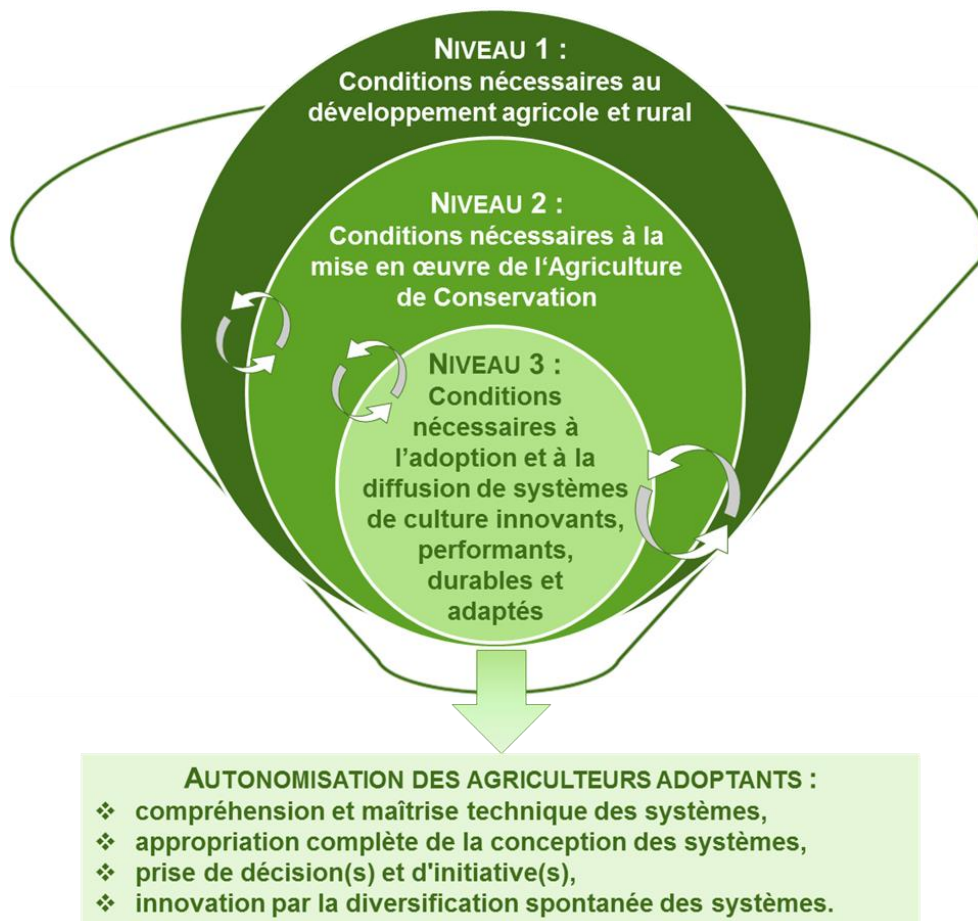 NIVEAU 1 :
Conditions nécessaires au
développement agricole et rural
NIVEAU 2 :
Conditions nécessaires à la
mise en œuvre de l‘Agriculture
de Conservation
NIVEAU 3 :
Conditions
nécessaires à
l’adoption et à la
diffusion de systèmes
de culture innovants,
performants,
durables et
adaptés
AUTONOMISATION DES AGRICULTEURS ADOPTANTS :
❖ compréhension et maîtrise technique des systèmes,
❖ appropriation complète de la conception des systèmes,
❖ prise de décision(s) et d'initiative(s),
❖ innovation par la diversification spontanée des systèmes.